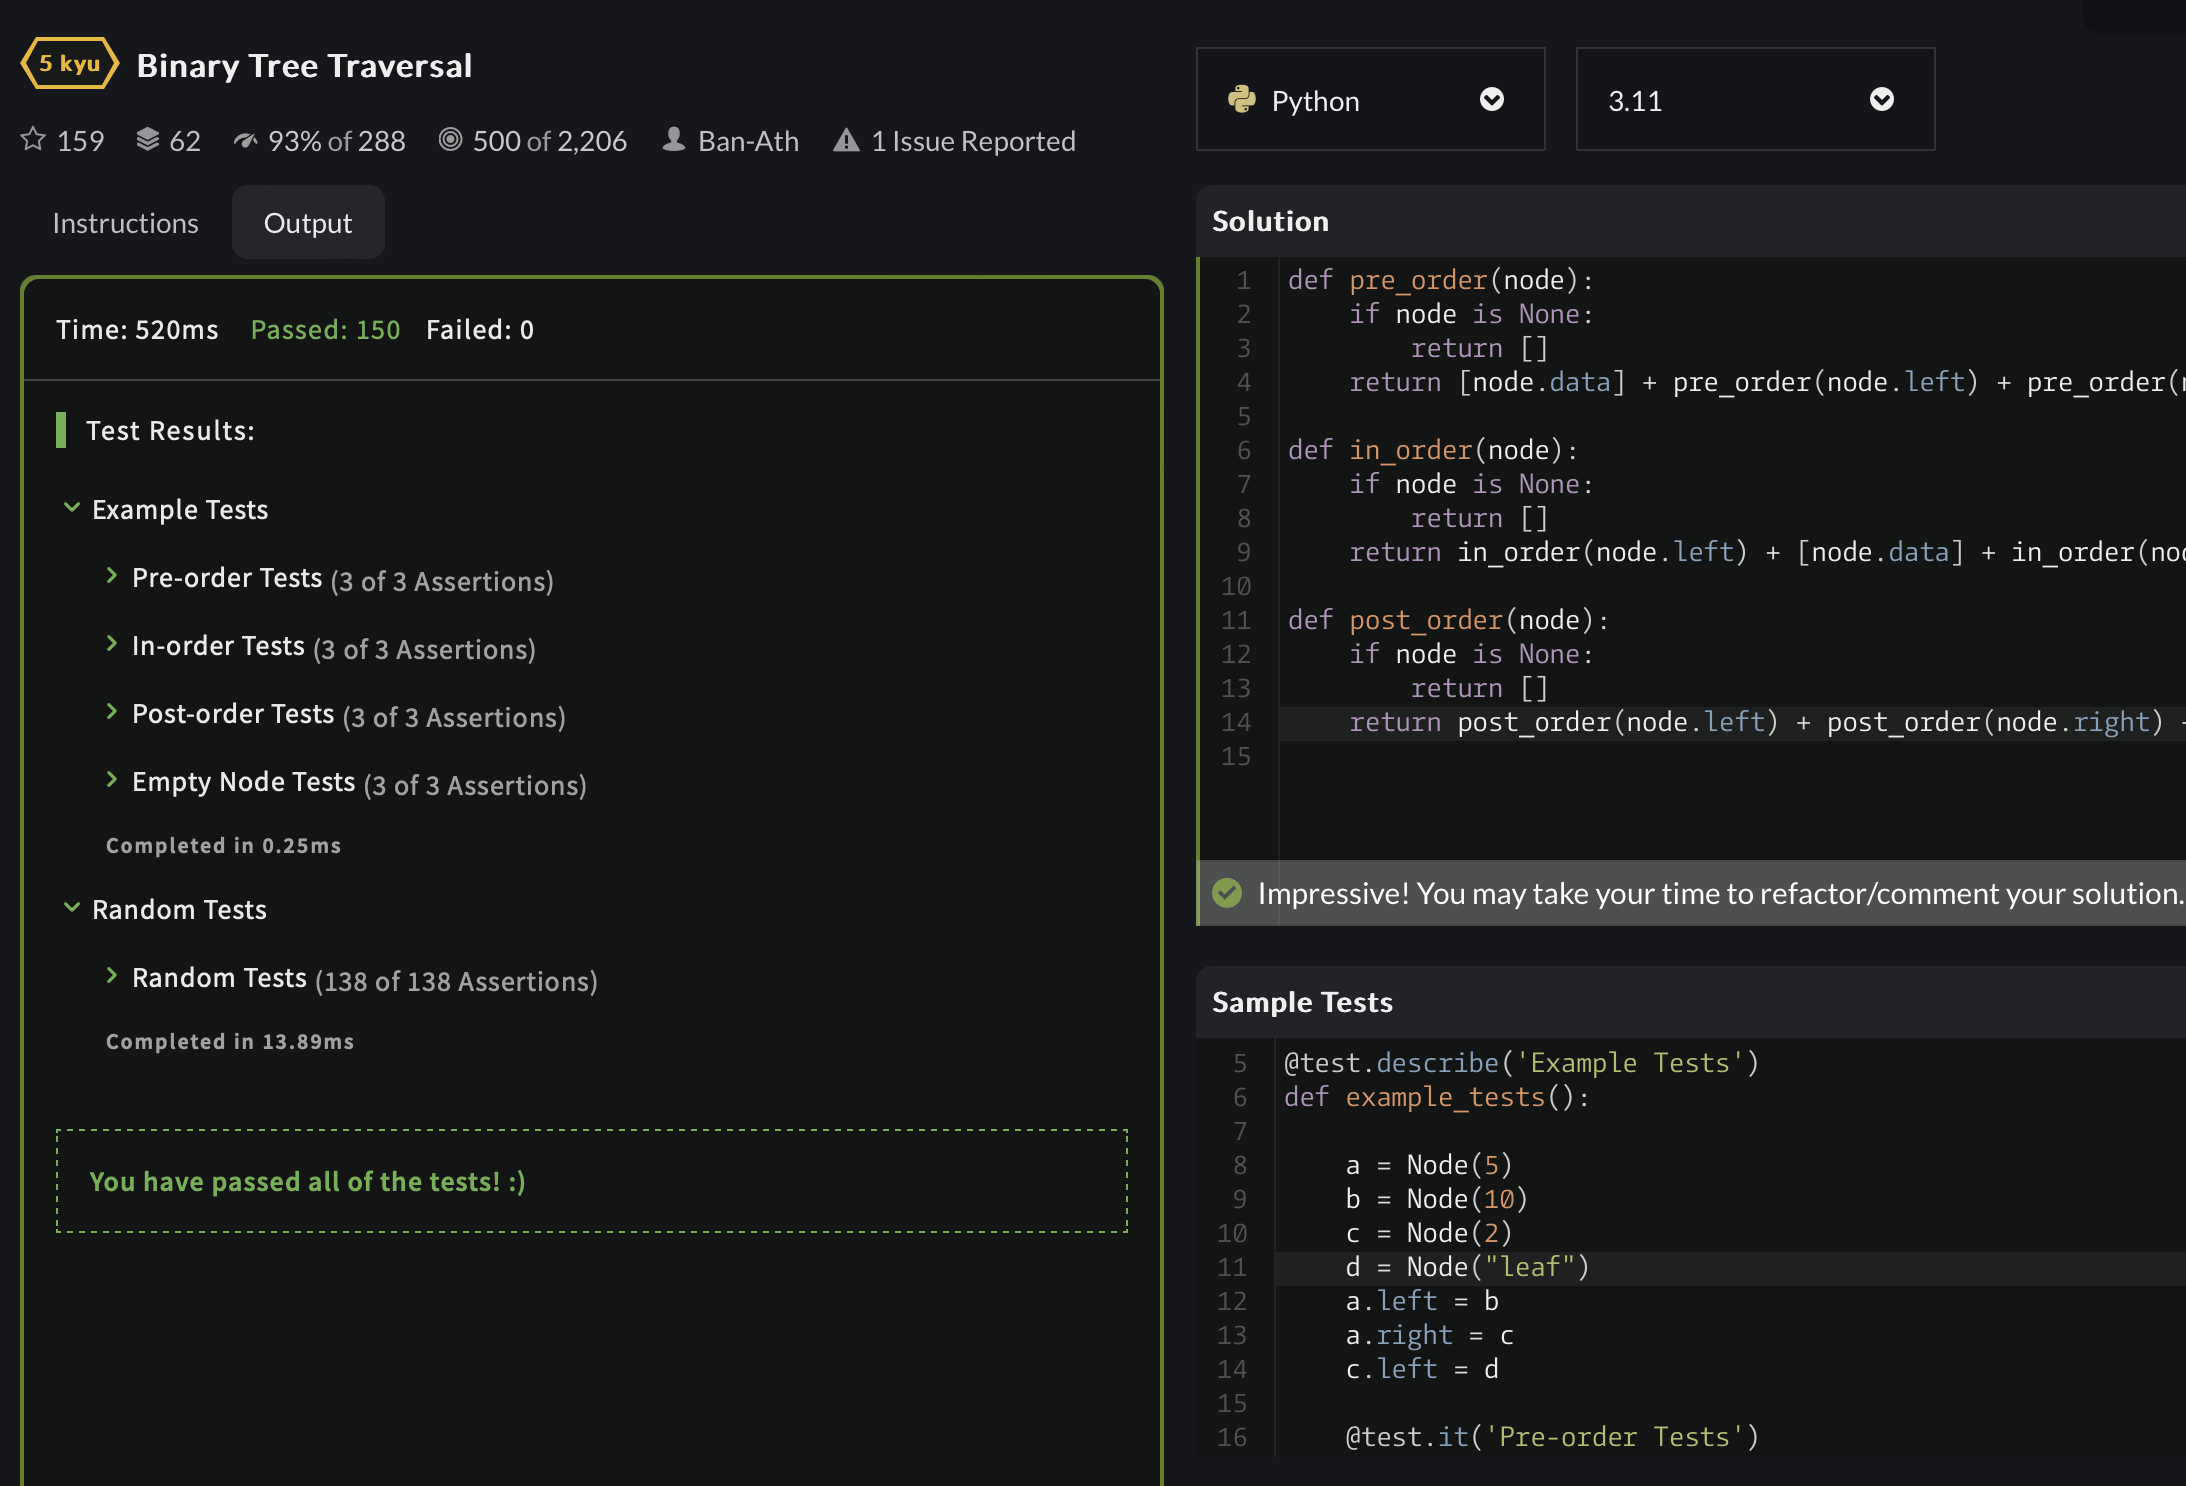 5 kyu Binary Tree Traversal
159 62 93% of 288 500 of 2,206 Ban-Ath 1 Issue Reported
Instructions Output
Time: 520ms Passed: 150 Failed: 0
Test Results:
Example Tests
Pre-order Tests (3 of 3 Assertions)
In-order Tests (3 of 3 Assertions)
Post-order Tests (3 of 3 Assertions)
Empty Node Tests (3 of 3 Assertions)
Completed in 0.25ms
Random Tests
Random Tests (138 of 138 Assertions)
Completed in 13.89ms
You have passed all of the tests! :)
Python 3.11
Solution
1 def pre_order(node):
2     if node is None:
3         return []
4     return [node.data] + pre_order(node.left) + pre_order(
5
6 def in_order(node):
7     if node is None:
8         return []
9     return in_order(node.left) + [node.data] + in_order(no
10
11 def post_order(node):
12     if node is None:
13         return []
14     return post_order(node.left) + post_order(node.right)
15
Impressive! You may take your time to refactor/comment your solution.
Sample Tests
5 @test.describe('Example Tests')
6 def example_tests():
7
8     a = Node(5)
9     b = Node(10)
10     c = Node(2)
11     d = Node("leaf")
12     a.left = b
13     a.right = c
14     c.left = d
15
16     @test.it('Pre-order Tests')